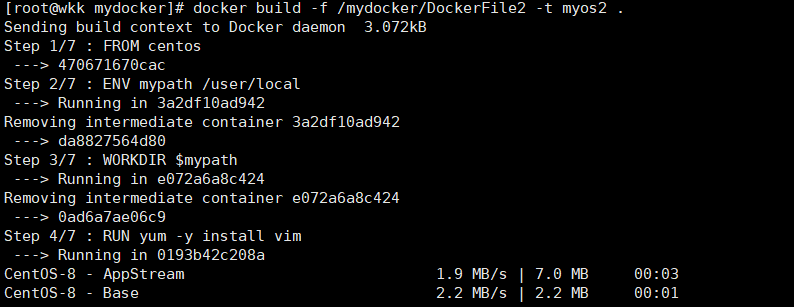 [root@wkk mydocker]# docker build -f /mydocker/DockerFile2 -t myos2 .
Sending build context to Docker daemon  3.072kB
Step 1/7 : FROM centos
 ---> 470671670cac
Step 2/7 : ENV mypath /user/local
 ---> Running in 3a2df10ad942
Removing intermediate container 3a2df10ad942
 ---> da8827564d80
Step 3/7 : WORKDIR $mypath
 ---> Running in e072a6a8c424
Removing intermediate container e072a6a8c424
 ---> 0ad6a7ae06c9
Step 4/7 : RUN yum -y install vim
 ---> Running in 0193b42c208a
CentOS-8 - AppStream                            1.9 MB/s | 7.0 MB     00:03
CentOS-8 - Base                                 2.2 MB/s | 2.2 MB     00:01